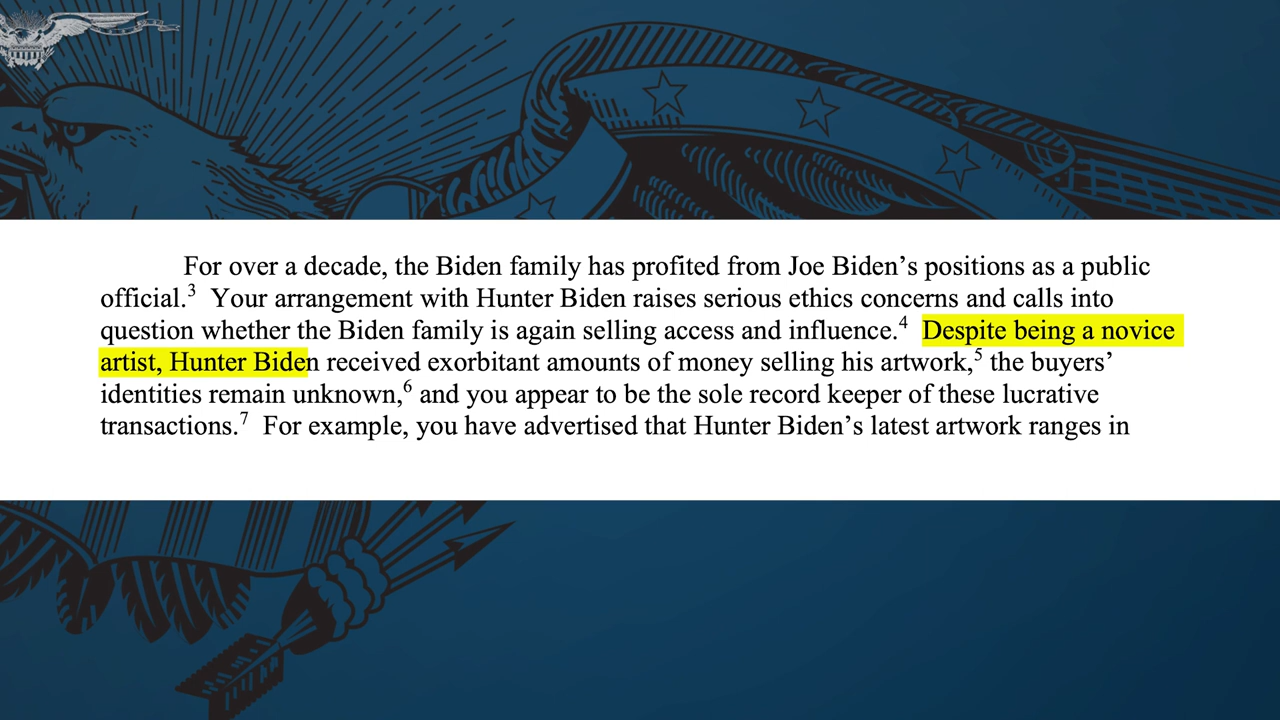 For over a decade, the Biden family has profited from Joe Biden’s positions as a public
official.3 Your arrangement with Hunter Biden raises serious ethics concerns and calls into
question whether the Biden family is again selling access and influence.4 Despite being a novice
artist, Hunter Biden received exorbitant amounts of money selling his artwork,5 the buyers’
identities remain unknown,6 and you appear to be the sole record keeper of these lucrative
transactions.7 For example, you have advertised that Hunter Biden’s latest artwork ranges in